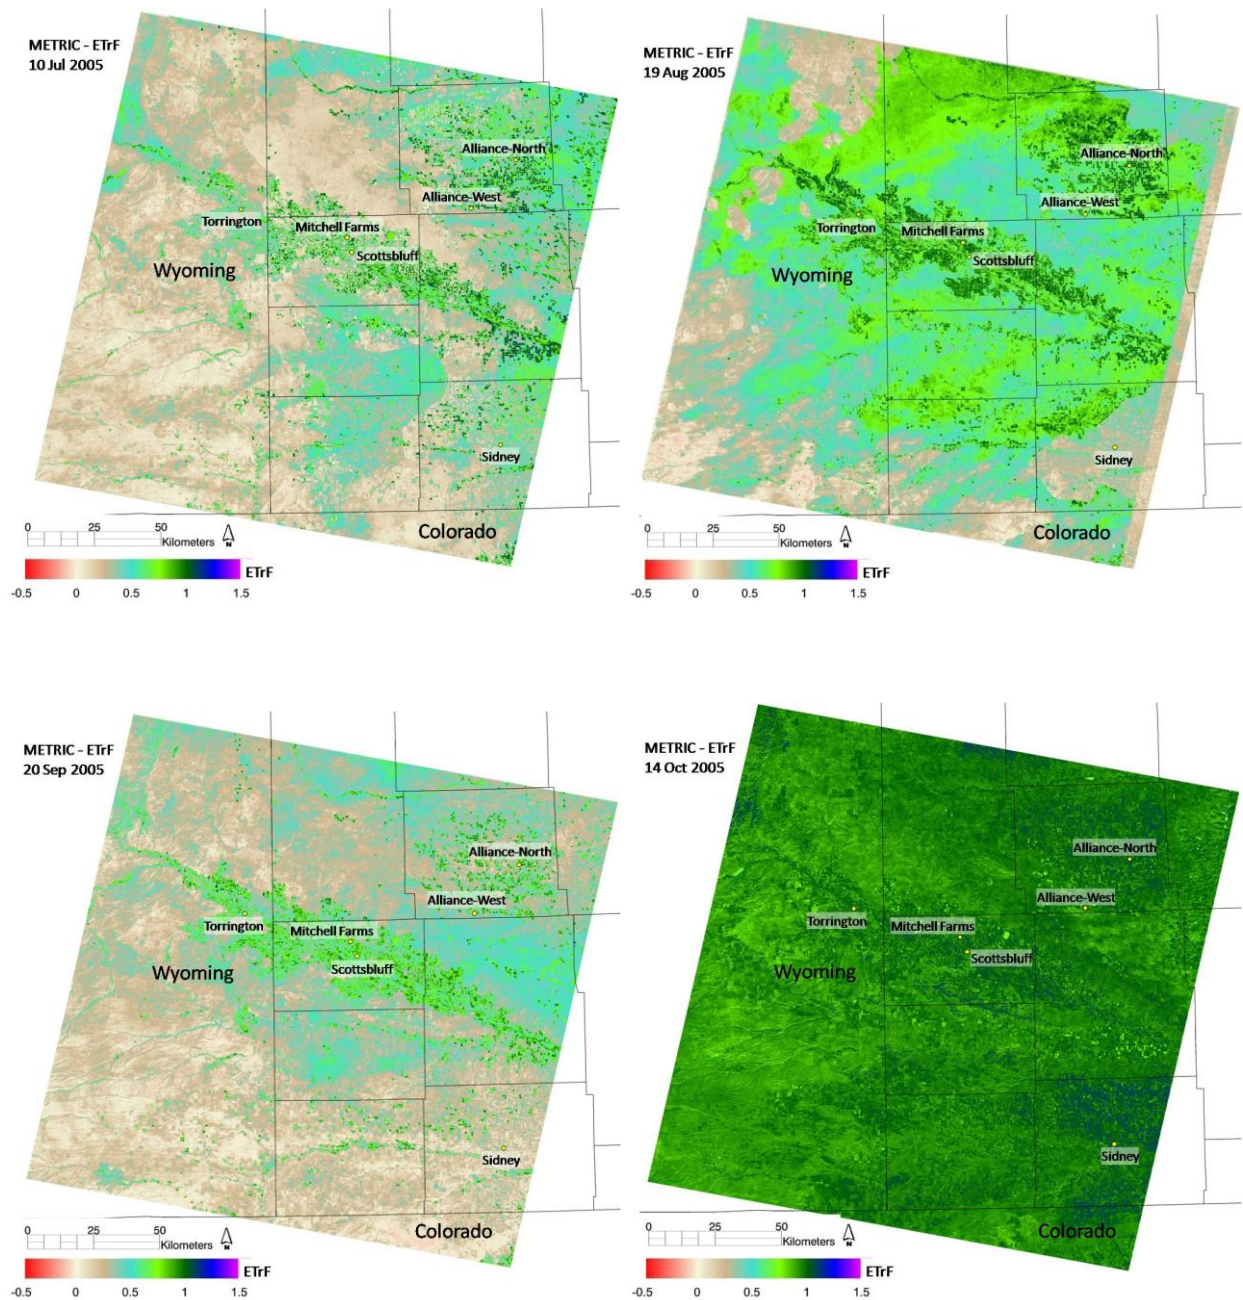 METRIC - ETrF
10 Jul 2005
Alliance-North
Alliance-West
Torrington
Mitchell Farms
Scottsbluff
Wyoming
Sidney
Colorado
0 25 50
Kilometers
N
ETrF
-0.5 0 0.5 1 1.5
METRIC - ETrF
19 Aug 2005
Alliance-North
Alliance-West
Torrington
Mitchell Farms
Scottsbluff
Wyoming
Sidney
Colorado
0 25 50
Kilometers
N
ETrF
-0.5 0 0.5 1 1.5
METRIC - ETrF
20 Sep 2005
Alliance-North
Alliance-West
Torrington
Mitchell Farms
Scottsbluff
Wyoming
Sidney
Colorado
0 25 50
Kilometers
N
ETrF
-0.5 0 0.5 1 1.5
METRIC - ETrF
14 Oct 2005
Alliance-North
Alliance-West
Torrington
Mitchell Farms
Scottsbluff
Wyoming
Sidney
Colorado
0 25 50
Kilometers
N
ETrF
-0.5 0 0.5 1 1.5